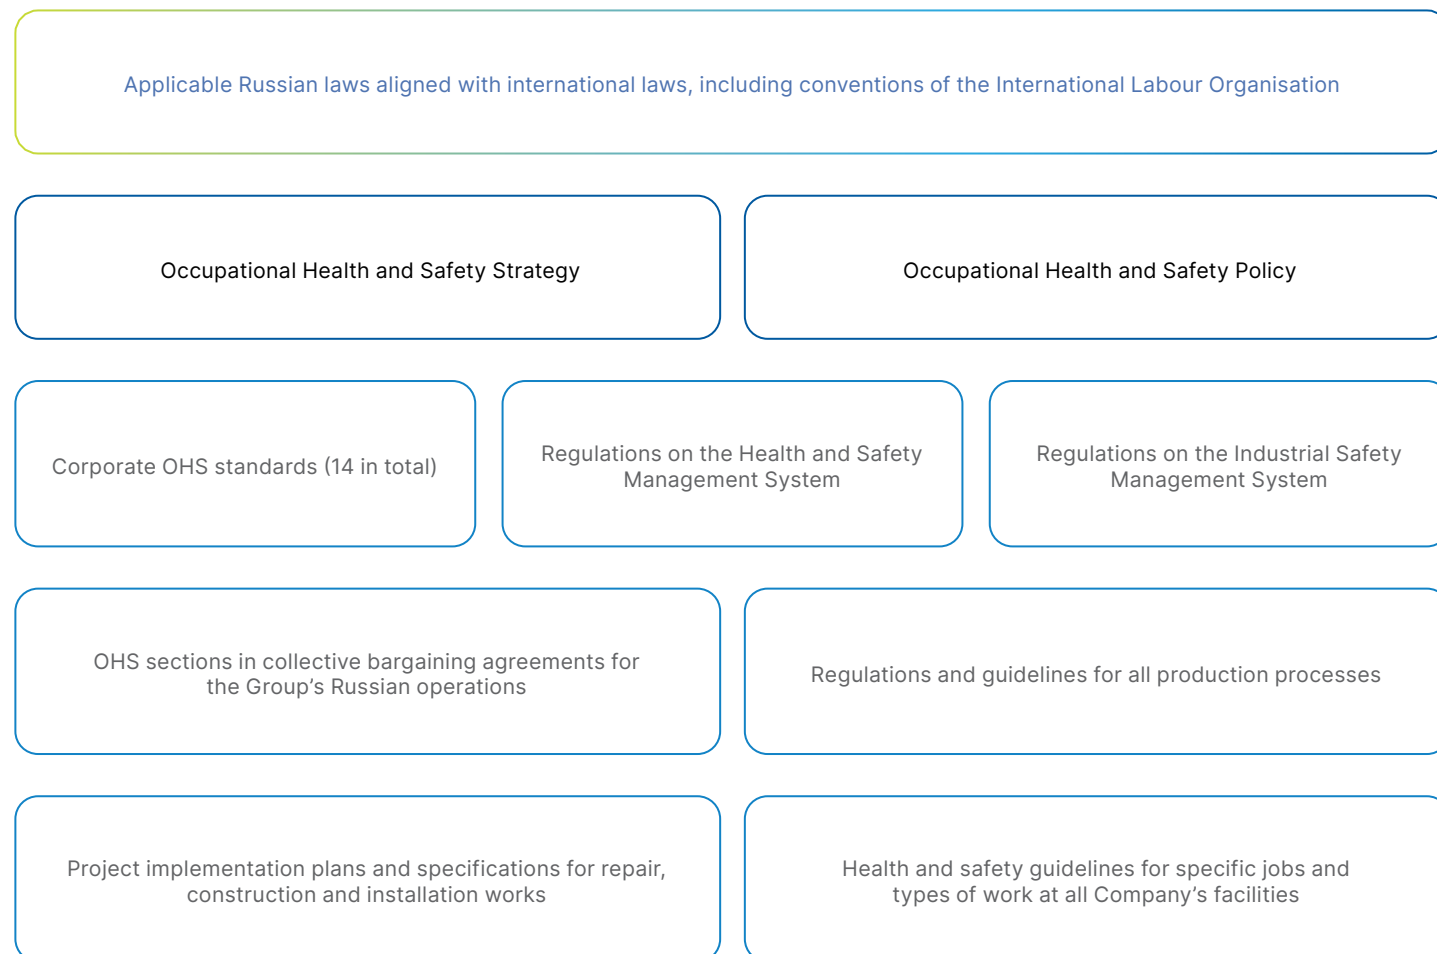 Applicable Russian laws aligned with international laws, including conventions of the International Labour Organisation
Occupational Health and Safety Strategy
Occupational Health and Safety Policy
Corporate OHS standards (14 in total)
Regulations on the Health and Safety
Management System
Regulations on the Industrial Safety
Management System
OHS sections in collective bargaining agreements for
the Group’s Russian operations
Regulations and guidelines for all production processes
Project implementation plans and specifications for repair,
construction and installation works
Health and safety guidelines for specific jobs and
types of work at all Company’s facilities